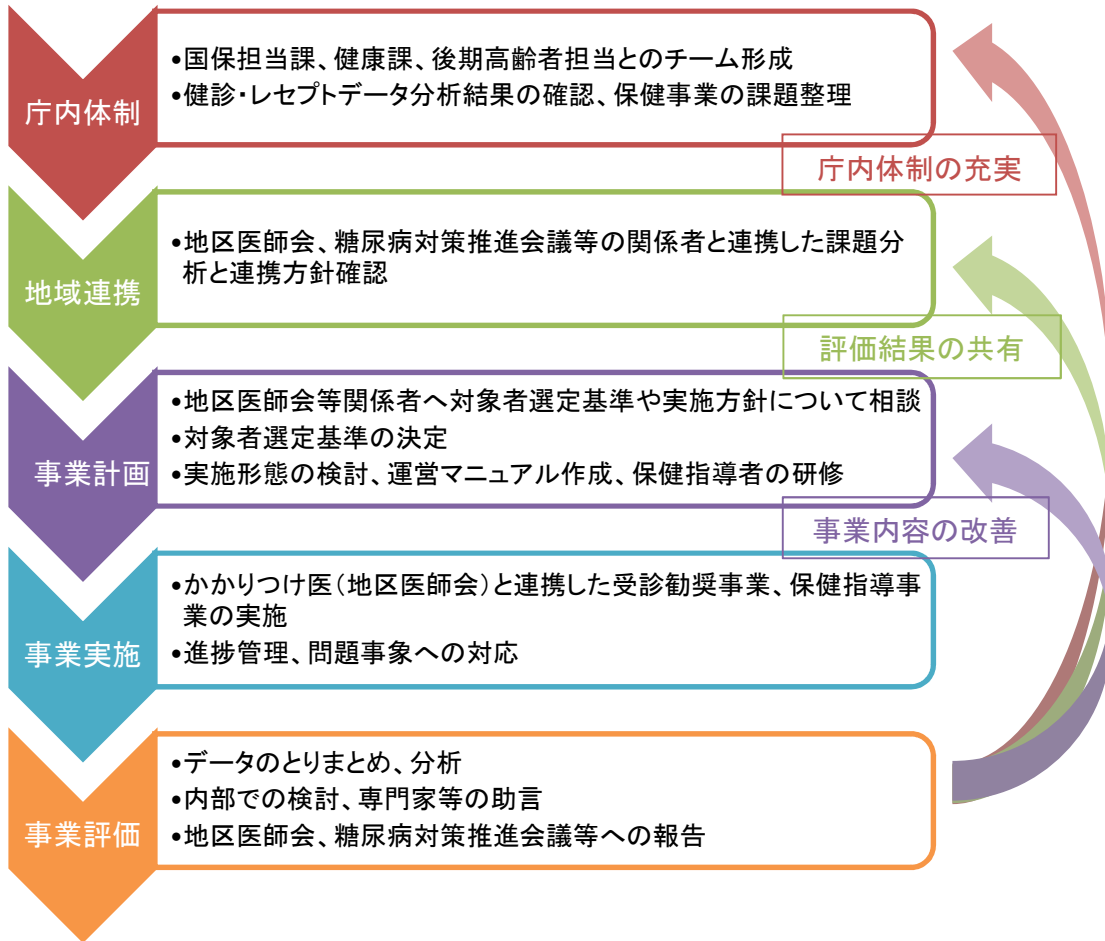 庁内体制
•国保担当課、健康課、後期高齢者担当とのチーム形成
•健診・レセプトデータ分析結果の確認、保健事業の課題整理
庁内体制の充実
地域連携
•地区医師会、糖尿病対策推進会議等の関係者と連携した課題分
析と連携方針確認
評価結果の共有
事業計画
•地区医師会等関係者へ対象者選定基準や実施方針について相談
•対象者選定基準の決定
•実施形態の検討、運営マニュアル作成、保健指導者の研修
事業内容の改善
事業実施
•かかりつけ医(地区医師会)と連携した受診勧奨事業、保健指導事
業の実施
•進捗管理、問題事象への対応
事業評価
•データのとりまとめ、分析
•内部での検討、専門家等の助言
•地区医師会、糖尿病対策推進会議等への報告